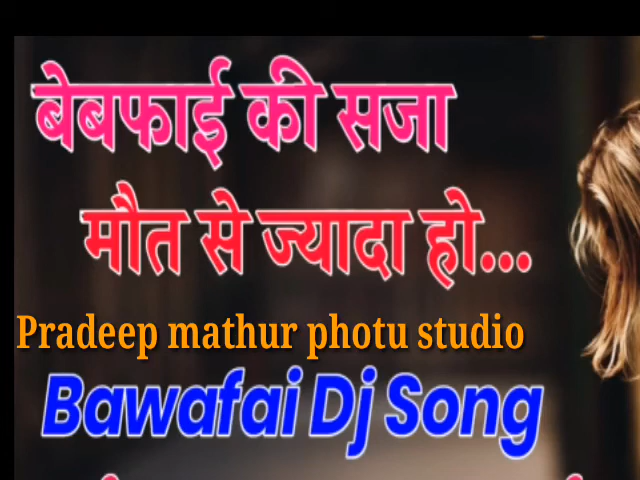 बेबफाई की सजा
मौत से ज्यादा हो...
Pradeep mathur photu studio
Bawafai Dj Song